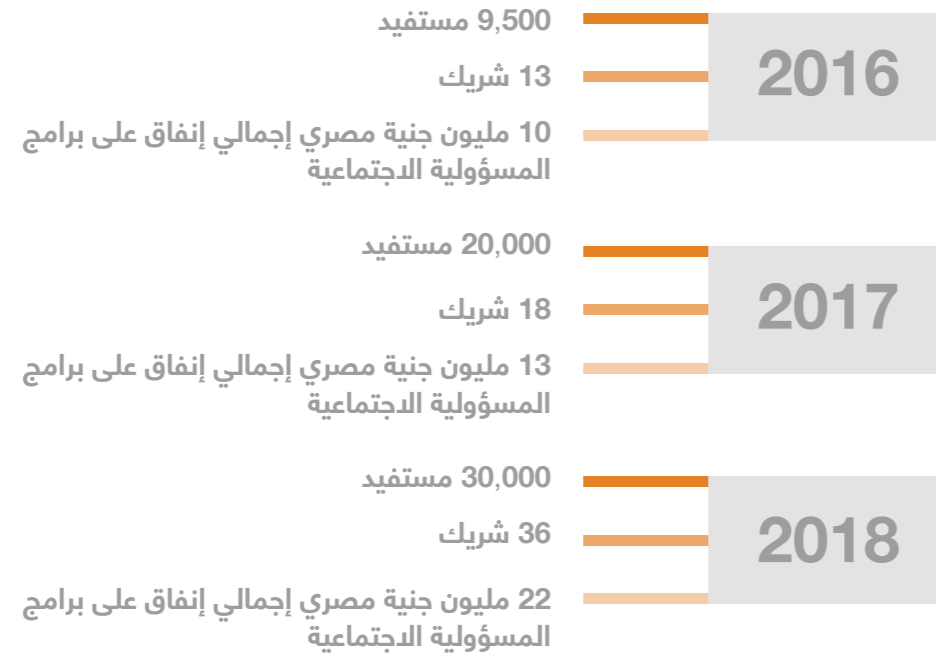 2016
9,500 مستفيد
13 شريك
10 مليون جنية مصري إجمالي إنفاق على برامج
المسؤولية الاجتماعية
2017
20,000 مستفيد
18 شريك
13 مليون جنية مصري إجمالي إنفاق على برامج
المسؤولية الاجتماعية
2018
30,000 مستفيد
36 شريك
22 مليون جنية مصري إجمالي إنفاق على برامج
المسؤولية الاجتماعية